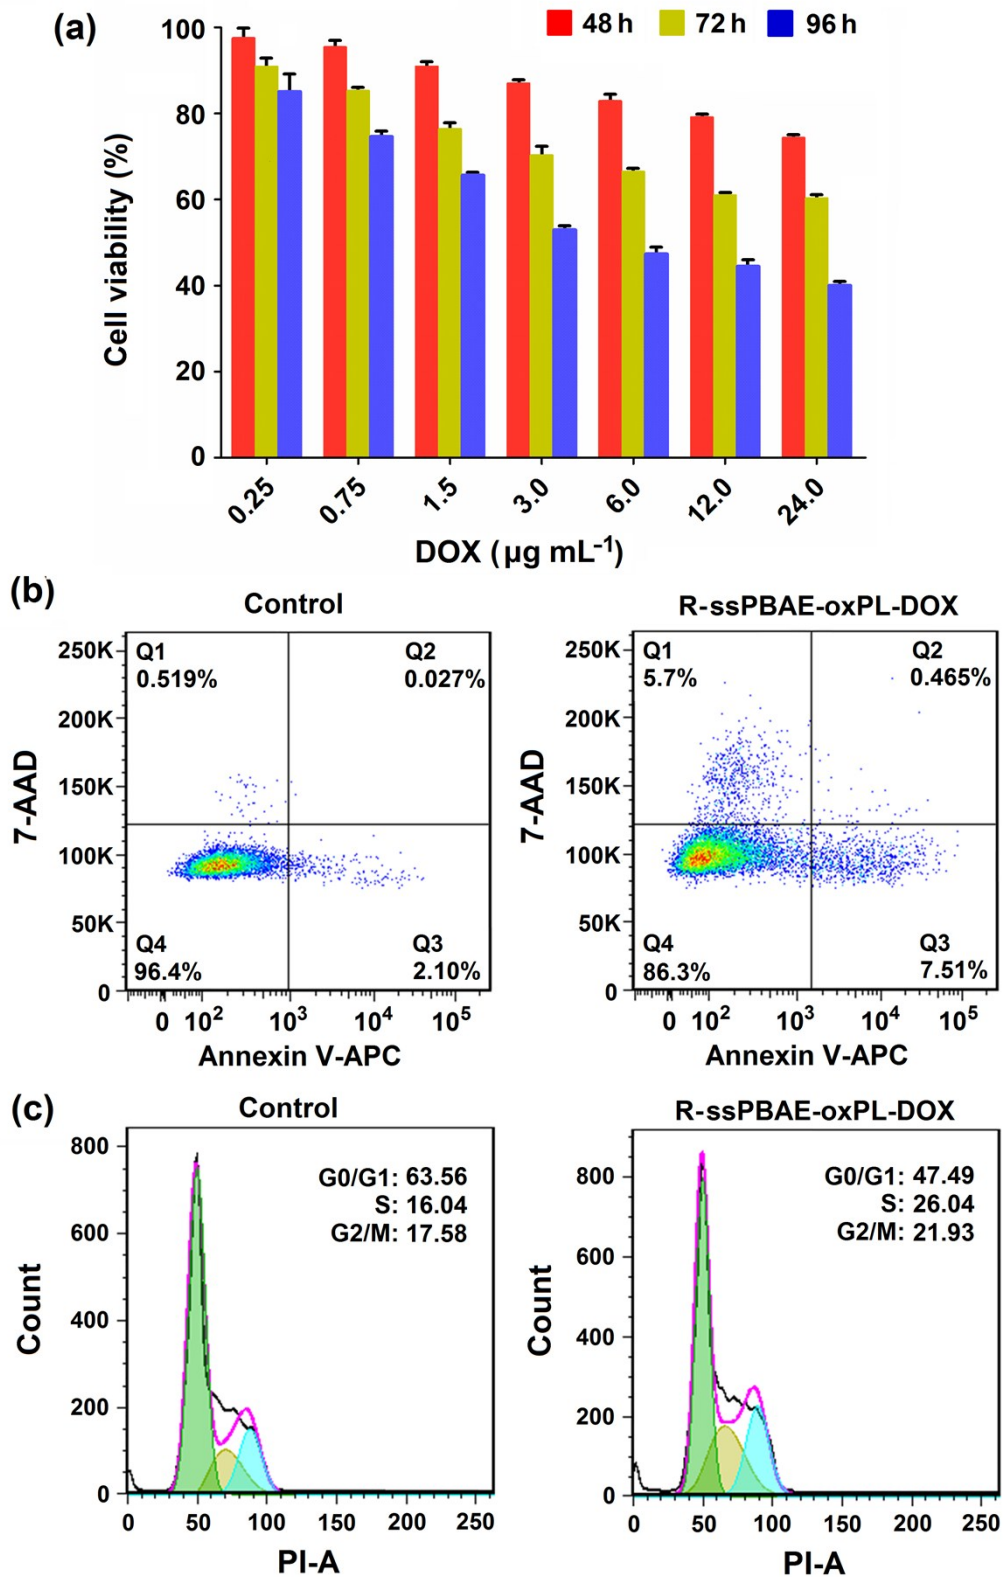 (a)
48 h 72 h 96 h
100
80
60
40
20
0
Cell viability (%)
0.25 0.75 1.5 3.0 6.0 12.0 24.0
DOX (µg mL⁻¹)
(b)
Control
250K
200K
150K
100K
50K
0
7-AAD
Q1
0.519%
Q2
0.027%
Q4
96.4%
Q3
2.10%
0 10² 10³ 10⁴ 10⁵
Annexin V-APC
R-ssPBAE-oxPL-DOX
250K
200K
150K
100K
50K
0
7-AAD
Q1
5.7%
Q2
0.465%
Q4
86.3%
Q3
7.51%
0 10² 10³ 10⁴ 10⁵
Annexin V-APC
(c)
Control
800
600
400
200
0
Count
G0/G1: 63.56
S: 16.04
G2/M: 17.58
0 50 100 150 200 250
PI-A
R-ssPBAE-oxPL-DOX
800
600
400
200
0
Count
G0/G1: 47.49
S: 26.04
G2/M: 21.93
0 50 100 150 200 250
PI-A